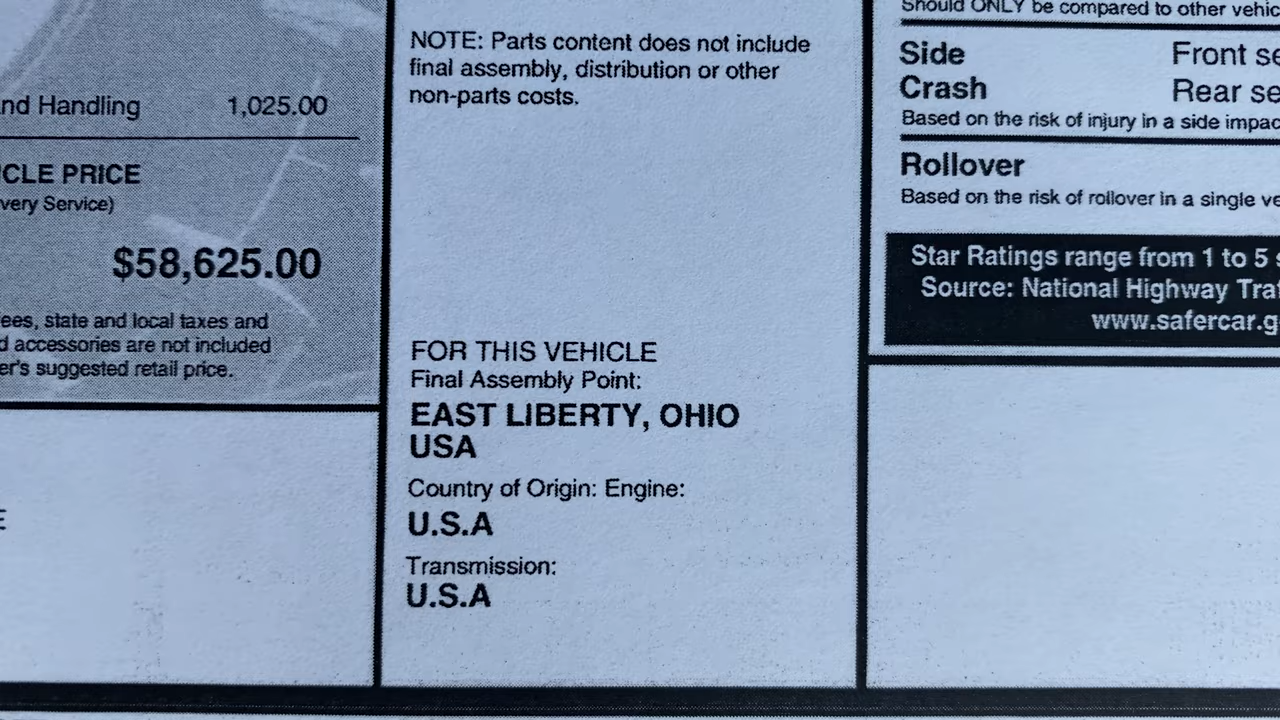 nd Handling 1,025.00
CLE PRICE
very Service)
$58,625.00
ees, state and local taxes and
d accessories are not included
er's suggested retail price.
E
NOTE: Parts content does not include
final assembly, distribution or other
non-parts costs.
FOR THIS VEHICLE
Final Assembly Point:
EAST LIBERTY, OHIO
USA
Country of Origin: Engine:
U.S.A
Transmission:
U.S.A
Should ONLY be compared to other vehic
Side Front se
Crash Rear se
Based on the risk of injury in a side impac
Rollover
Based on the risk of rollover in a single ve
Star Ratings range from 1 to 5 s
Source: National Highway Traf
www.safercar.g